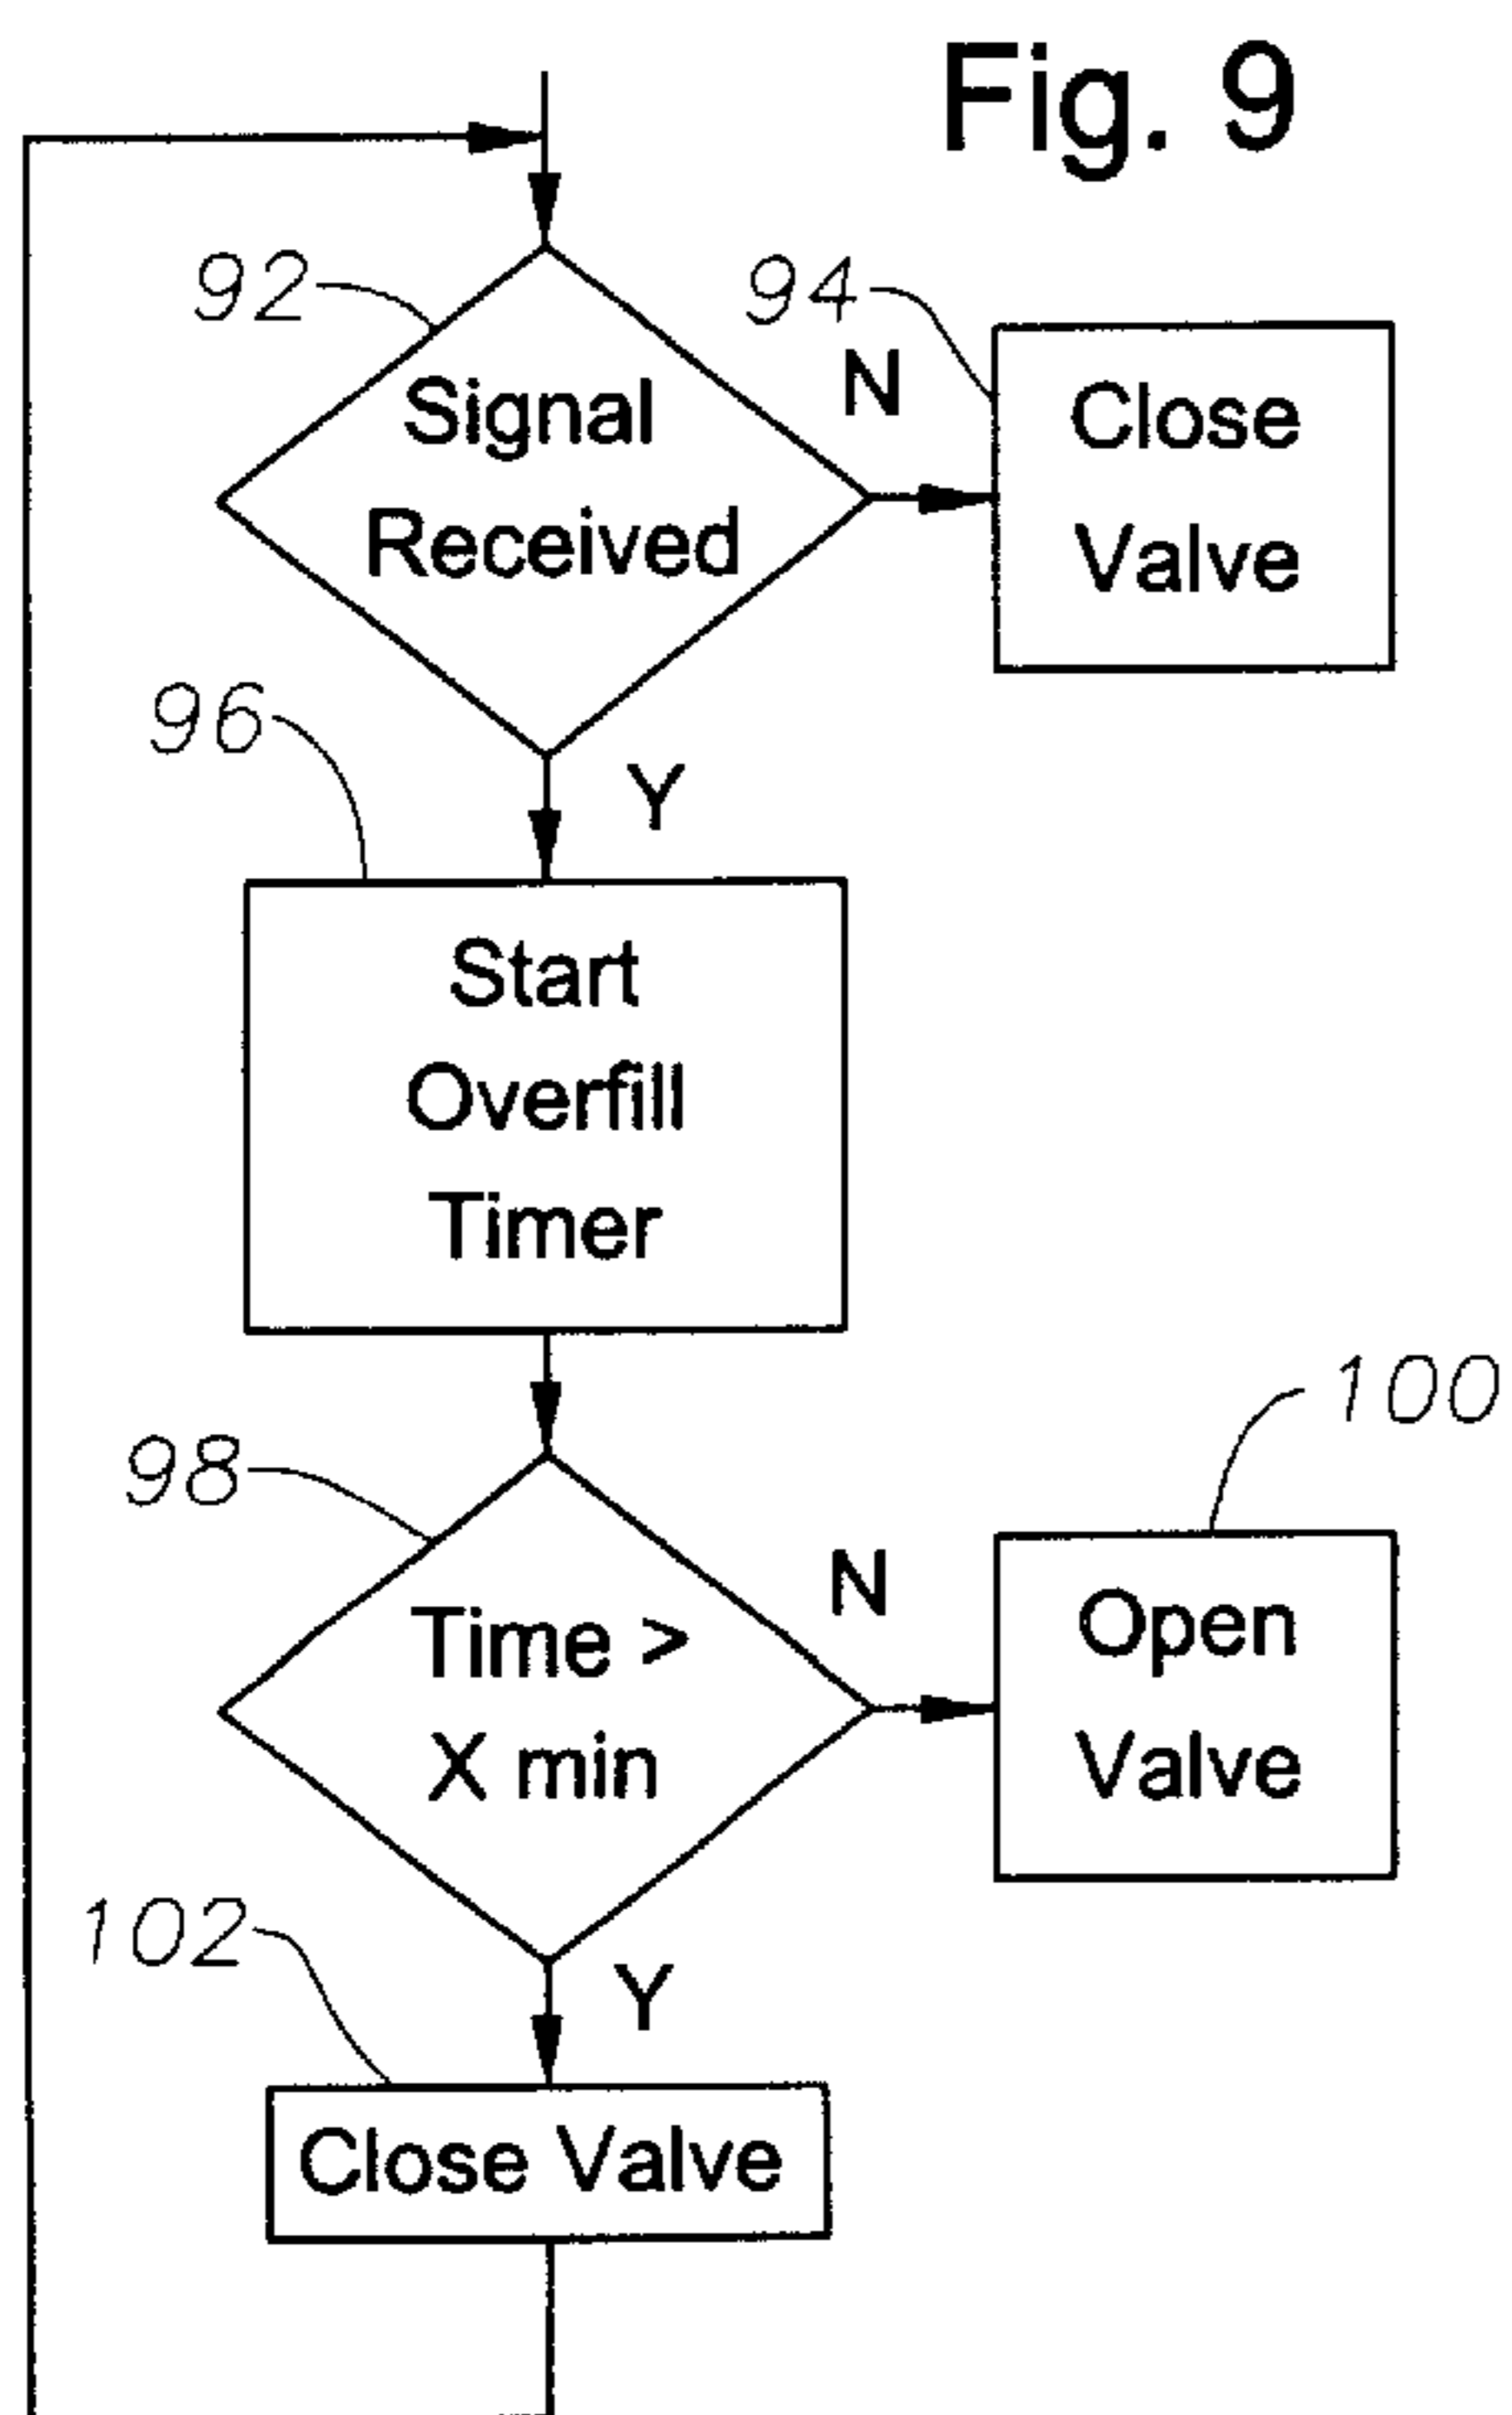 Fig. 9
92
94
Signal
Received
N
Close
Valve
96
Y
Start
Overfill
Timer
98
100
Time >
X min
N
Open
Valve
102
Y
Close Valve